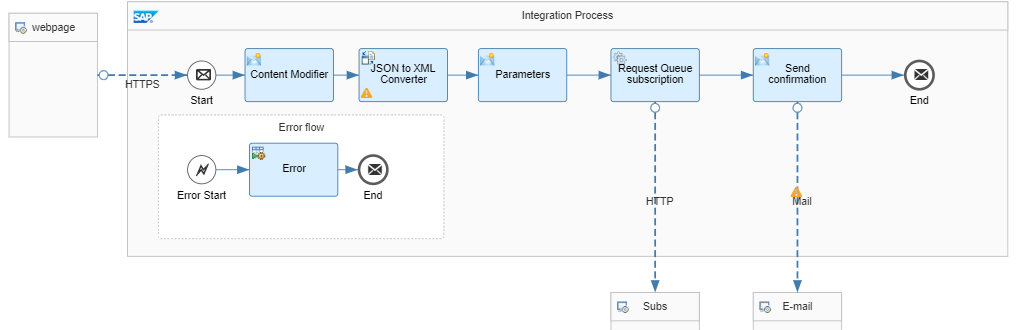 SAP
Integration Process
webpage
HTTPS
Start
Content Modifier
JSON to XML
Converter
Parameters
Request Queue
subscription
Send
confirmation
End
Error flow
Error Start
Error
End
HTTP
Mail
Subs
E-mail